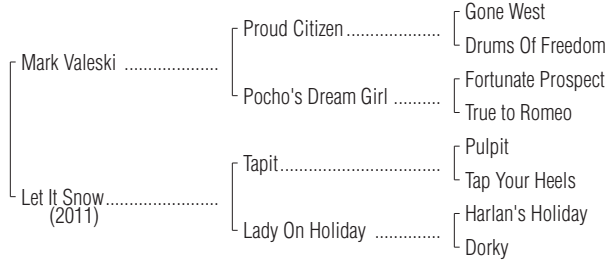 Gone West
Proud Citizen ....................
Drums Of Freedom
Mark Valeski ....................
Fortunate Prospect
Pocho's Dream Girl ..........
True to Romeo
Pulpit
Tapit..................................
Tap Your Heels
Let It Snow........................
(2011)
Harlan's Holiday
Lady On Holiday ..............
Dorky